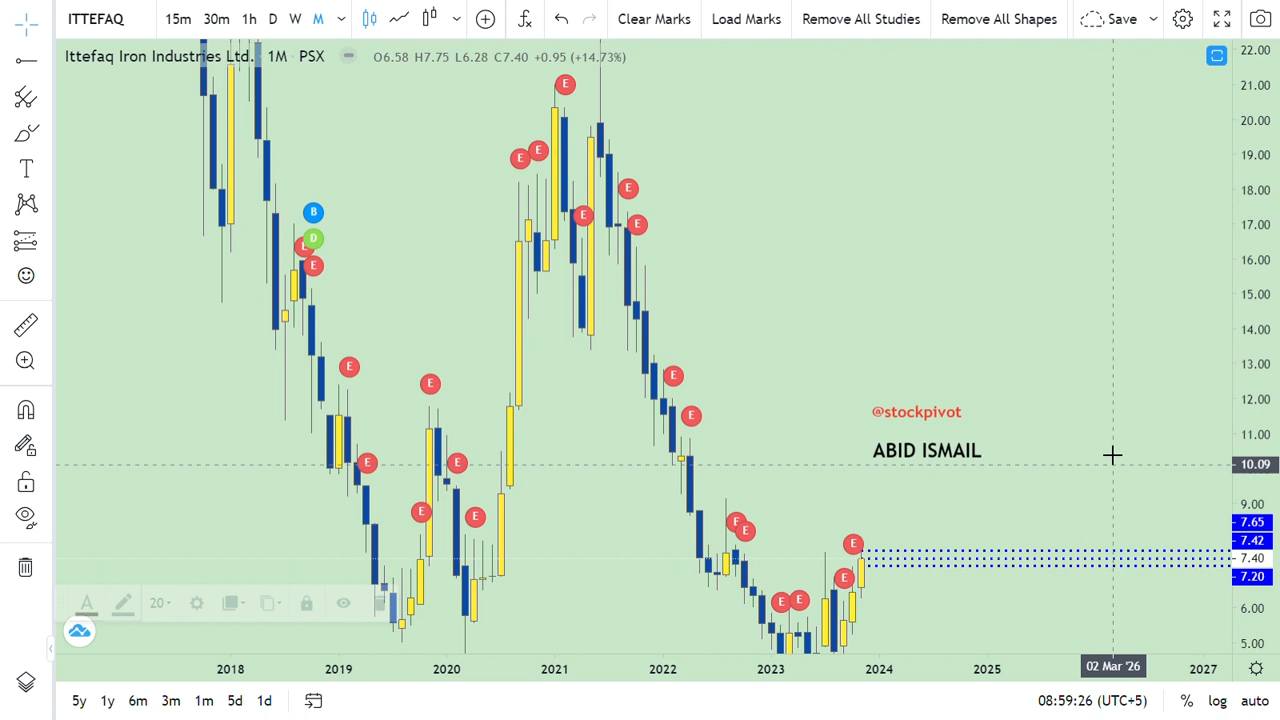 ITTEFAQ 15m 30m 1h D W M Clear Marks Load Marks Remove All Studies Remove All Shapes Save
Ittefaq Iron Industries Ltd. 1M PSX O6.58 H7.75 L6.28 C7.40 +0.95 (+14.73%)
22.00
21.00
E
20.00
E E
19.00
E
18.00
B
E
E
17.00
D
E
E
16.00
15.00
14.00
13.00
E
E
E
12.00
@stockpivot
E
11.00
ABID ISMAIL
E E
10.09
9.00
E
E
E
E
7.65
7.42
E
7.40
E
7.20
E E
A 20
6.00
5.00
2018 2019 2020 2021 2022 2023 2024 2025 02 Mar '26 2027
5y 1y 6m 3m 1m 5d 1d 08:59:26 (UTC+5) % log auto